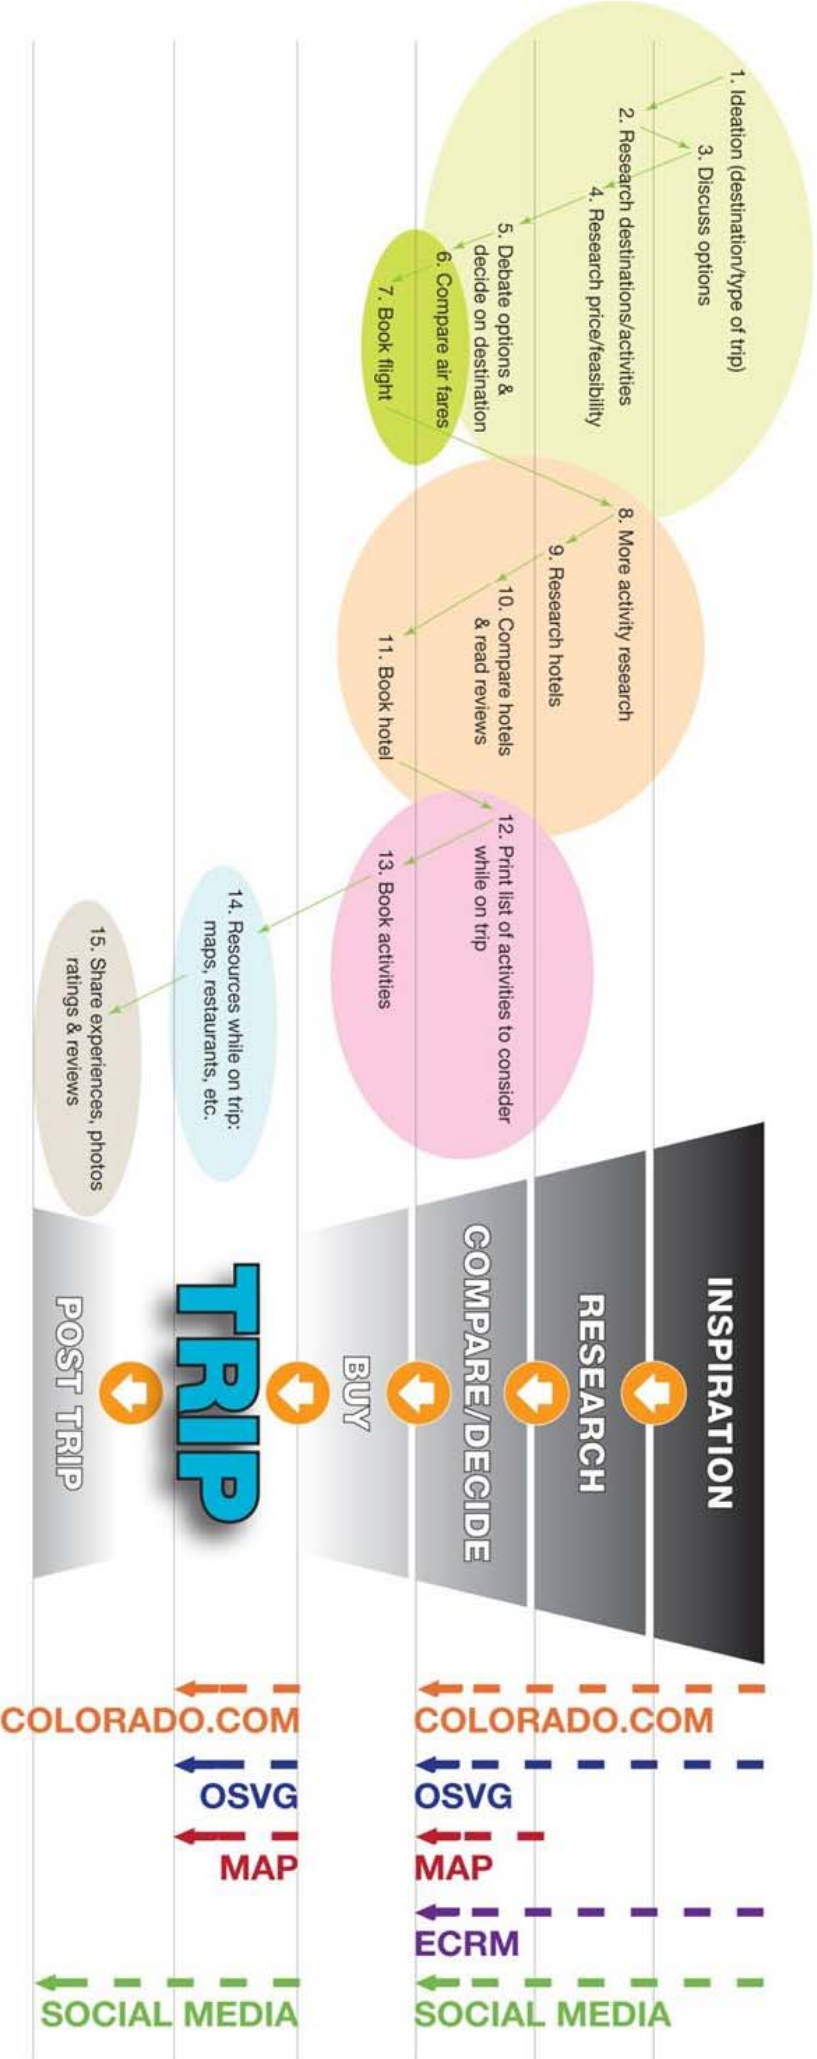 1. Ideation (destination/type of trip)
2. Research destinations/activities
3. Discuss options
4. Research price/feasibility
5. Debate options &
decide on destination
6. Compare air fares
7. Book flight
8. More activity research
9. Research hotels
10. Compare hotels
& read reviews
11. Book hotel
12. Print list of activities to consider
while on trip
13. Book activities
14. Resources while on trip:
maps, restaurants, etc.
15. Share experiences, photos
ratings & reviews
INSPIRATION
RESEARCH
COMPARE/DECIDE
BUY
TRIP
POST TRIP
COLORADO.COM
OSVG
MAP
ECRM
SOCIAL MEDIA
COLORADO.COM
OSVG
MAP
SOCIAL MEDIA